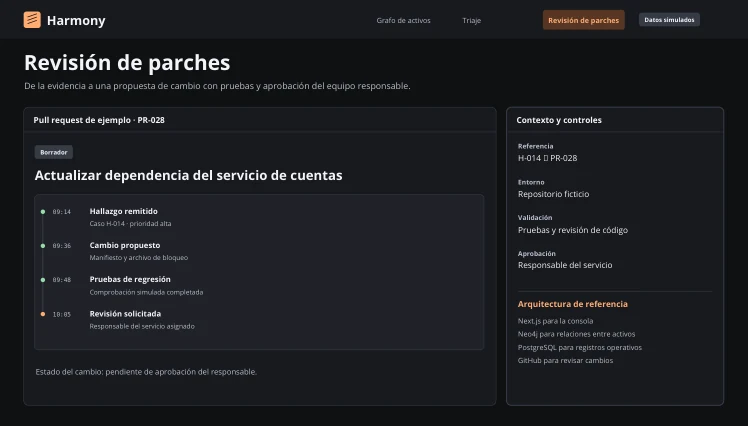 Harmony
Grafo de activos
Triaje
Revisión de parches
Datos simulados
Revisión de parches
De la evidencia a una propuesta de cambio con pruebas y aprobación del equipo responsable.
Pull request de ejemplo · PR-028
Borrador
Actualizar dependencia del servicio de cuentas
09:14 Hallazgo remitido
Caso H-014 · prioridad alta
09:36 Cambio propuesto
Manifiesto y archivo de bloqueo
09:48 Pruebas de regresión
Comprobación simulada completada
10:05 Revisión solicitada
Responsable del servicio asignado
Estado del cambio: pendiente de aprobación del responsable.
Contexto y controles
Referencia
H-014 ▯ PR-028
Entorno
Repositorio ficticio
Validación
Pruebas y revisión de código
Aprobación
Responsable del servicio
Arquitectura de referencia
Next.js para la consola
Neo4j para relaciones entre activos
PostgreSQL para registros operativos
GitHub para revisar cambios